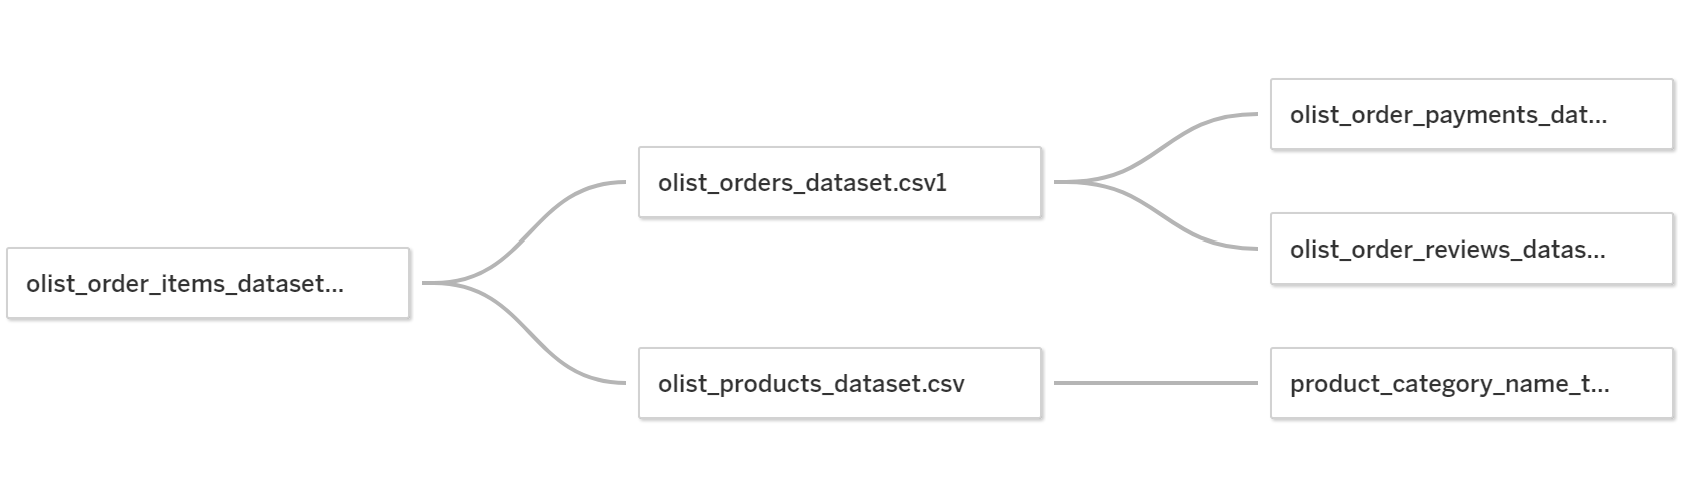 olist_order_payments_dat...
olist_orders_dataset.csv1
olist_order_reviews_datas...
olist_order_items_dataset...
olist_products_dataset.csv
product_category_name_t...